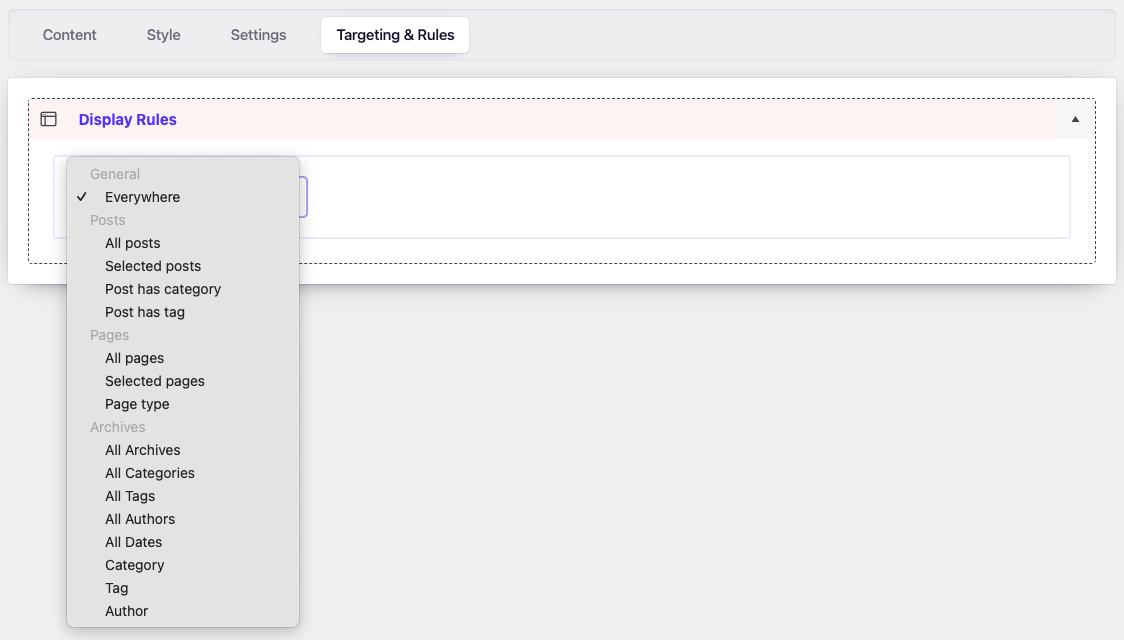 Content Style Settings Targeting & Rules
Display Rules
General
Everywhere
Posts
All posts
Selected posts
Post has category
Post has tag
Pages
All pages
Selected pages
Page type
Archives
All Archives
All Categories
All Tags
All Authors
All Dates
Category
Tag
Author